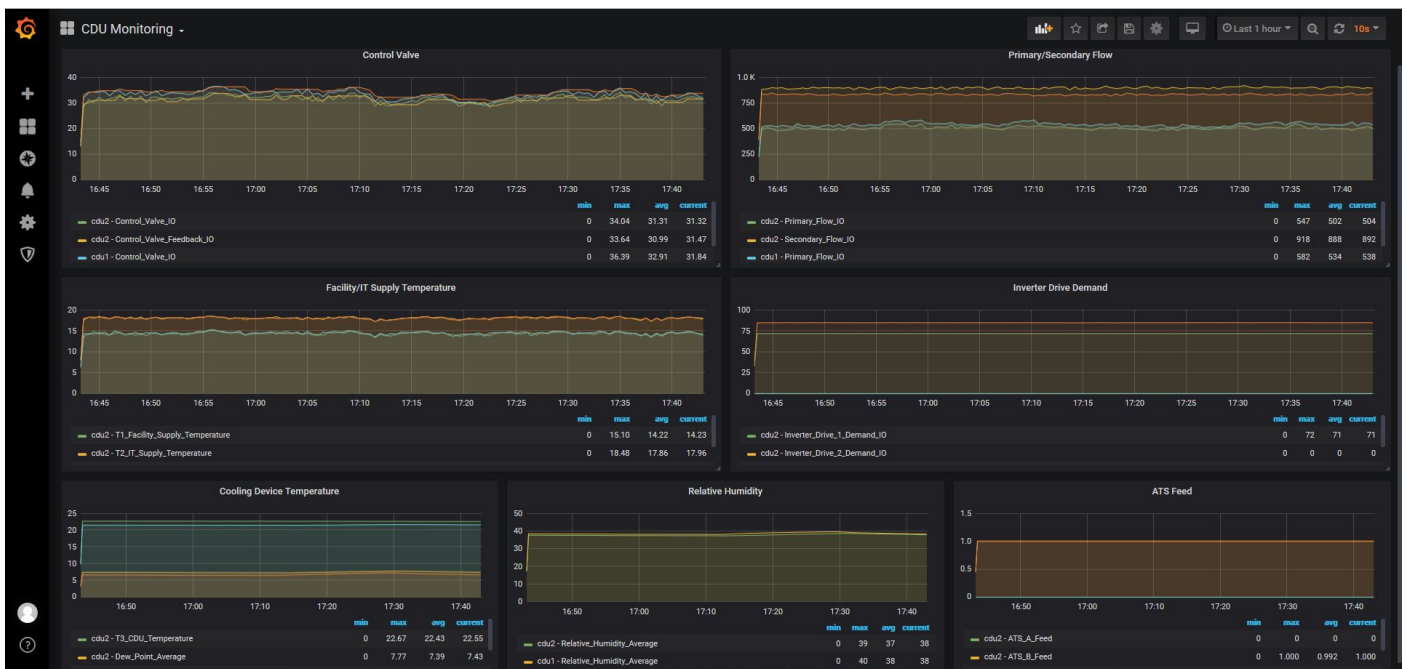 CDU Monitoring
Last 1 hour
10s
Control Valve
40
30
20
10
0
16:45 16:50 16:55 17:00 17:05 17:10 17:15 17:20 17:25 17:30 17:35 17:40
min max avg current
cdu2 - Control_Valve_IO 0 34.04 31.31 31.32
cdu2 - Control_Valve_Feedback_IO 0 33.64 30.99 31.47
cdu1 - Control_Valve_IO 0 36.39 32.91 31.84
Primary/Secondary Flow
1.0 K
750
500
250
0
16:45 16:50 16:55 17:00 17:05 17:10 17:15 17:20 17:25 17:30 17:35 17:40
min max avg current
cdu2 - Primary_Flow_IO 0 547 502 504
cdu2 - Secondary_Flow_IO 0 918 888 892
cdu1 - Primary_Flow_IO 0 582 534 538
Facility/IT Supply Temperature
20
15
10
5
0
16:45 16:50 16:55 17:00 17:05 17:10 17:15 17:20 17:25 17:30 17:35 17:40
min max avg current
cdu2 - T1_Facility_Supply_Temperature 0 15.10 14.22 14.23
cdu2 - T2_IT_Supply_Temperature 0 18.48 17.86 17.96
Inverter Drive Demand
100
75
50
25
0
16:45 16:50 16:55 17:00 17:05 17:10 17:15 17:20 17:25 17:30 17:35 17:40
min max avg current
cdu2 - Inverter_Drive_1_Demand_IO 0 72 71 71
cdu2 - Inverter_Drive_2_Demand_IO 0 0 0 0
Cooling Device Temperature
25
20
15
10
5
0
16:50 17:00 17:10 17:20 17:30 17:40
min max avg current
cdu2 - T3_CDU_Temperature 0 22.67 22.43 22.55
cdu2 - Dew_Point_Average 0 7.77 7.39 7.43
Relative Humidity
50
40
30
20
10
0
16:50 17:00 17:10 17:20 17:30 17:40
min max avg current
cdu2 - Relative_Humidity_Average 0 39 37 38
cdu1 - Relative_Humidity_Average 0 40 38 38
ATS Feed
1.5
1.0
0.5
0
16:50 17:00 17:10 17:20 17:30 17:40
min max avg current
cdu2 - ATS_A_Feed 0 0 0 0
cdu2 - ATS_B_Feed 0 1.000 0.992 1.000